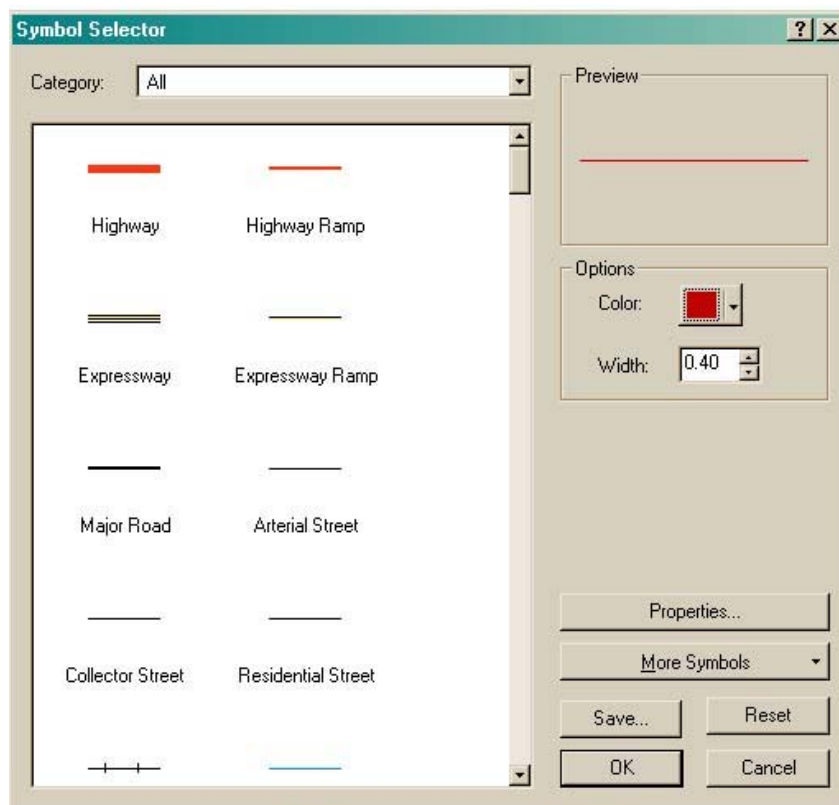 Symbol Selector
Category: All
Highway
Highway Ramp
Expressway
Expressway Ramp
Major Road
Arterial Street
Collector Street
Residential Street
Preview
Options
Color:
Width: 0.40
Properties...
More Symbols
Save...
Reset
OK
Cancel